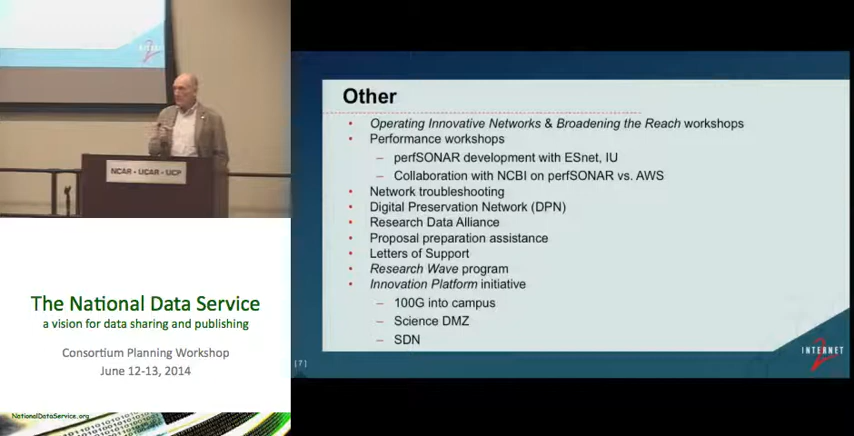 NCAR - UCAR - UCP
The National Data Service
a vision for data sharing and publishing
Consortium Planning Workshop
June 12-13, 2014
NationalDataService.org
Other
• Operating Innovative Networks & Broadening the Reach workshops
• Performance workshops
– perfSONAR development with ESnet, IU
– Collaboration with NCBI on perfSONAR vs. AWS
• Network troubleshooting
• Digital Preservation Network (DPN)
• Research Data Alliance
• Proposal preparation assistance
• Letters of Support
• Research Wave program
• Innovation Platform initiative
– 100G into campus
– Science DMZ
– SDN
[7]
INTERNET 2